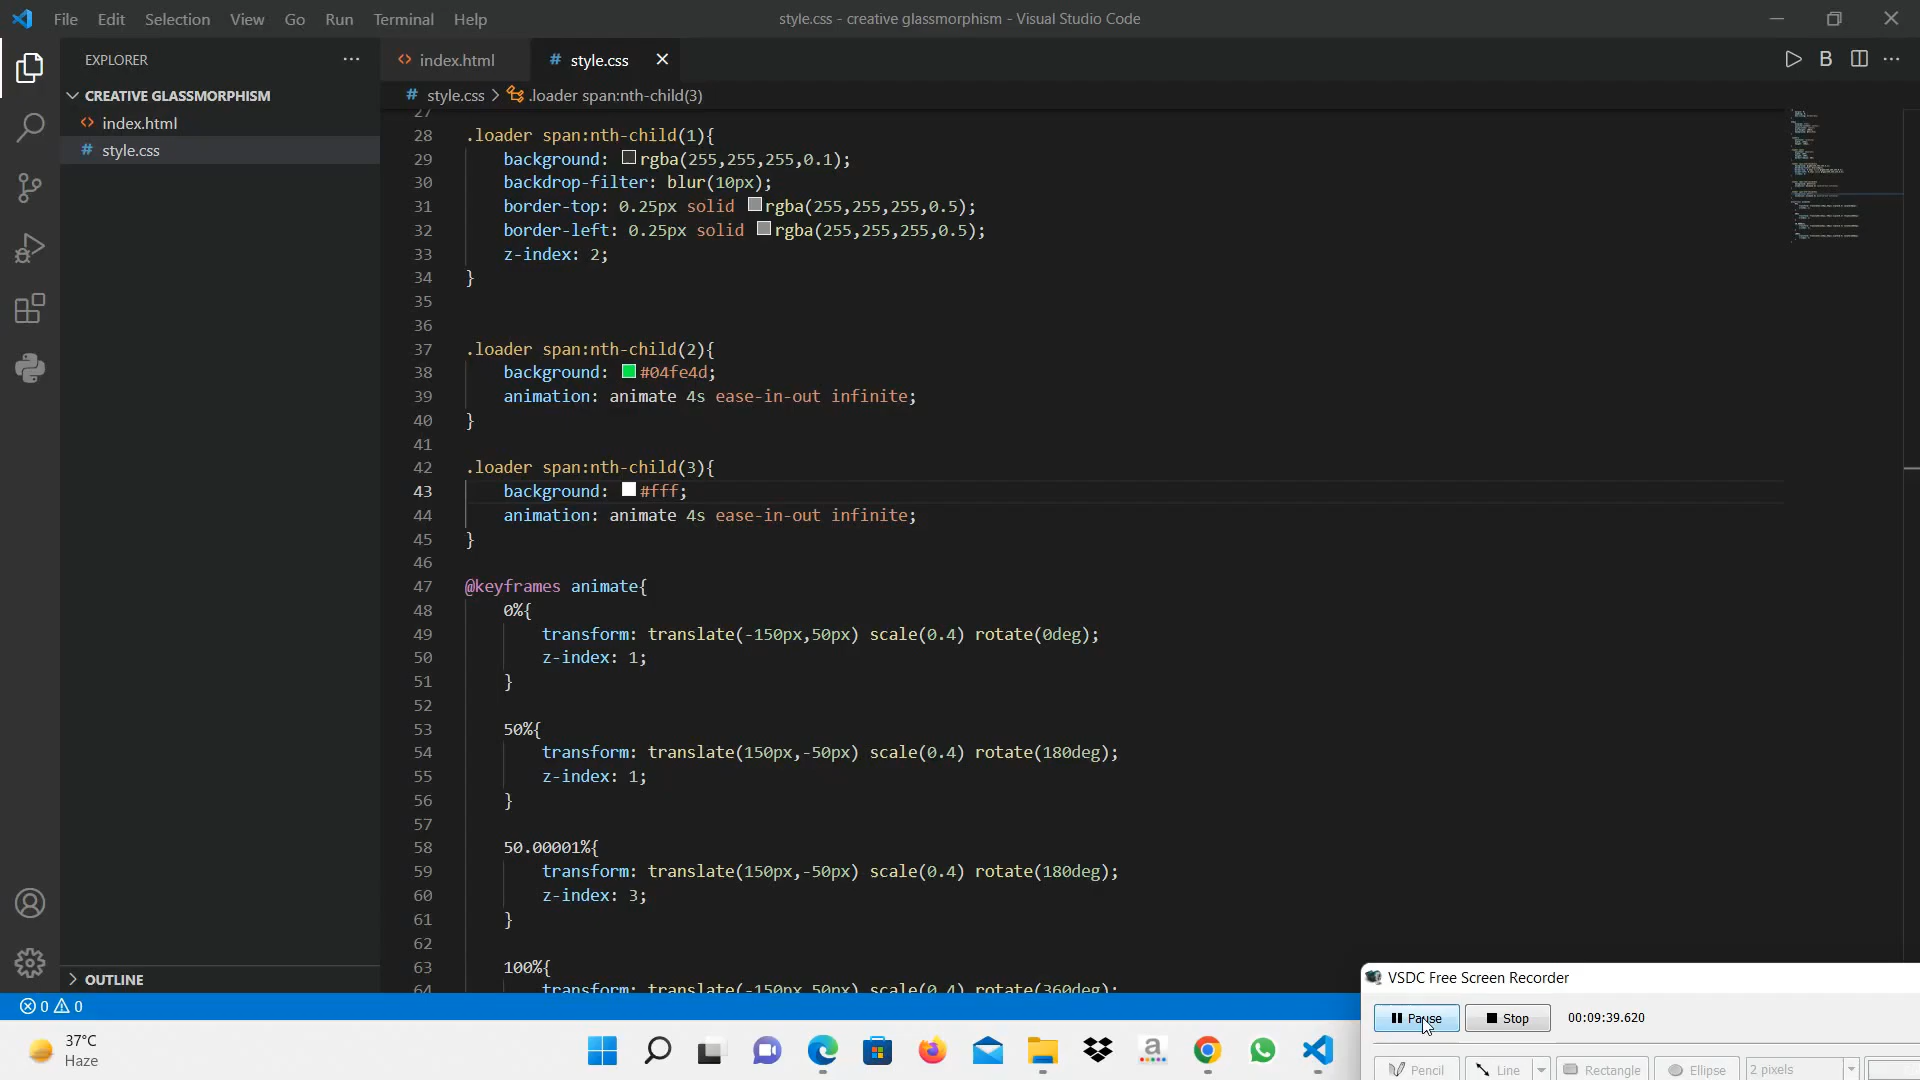 File Edit Selection View Go Run Terminal Help
style.css - creative glassmorphism - Visual Studio Code
EXPLORER
index.html
# style.css
CREATIVE GLASSMORPHISM
index.html
# style.css
# style.css > .loader span:nth-child(3)
27
28 .loader span:nth-child(1){
29 background: rgba(255,255,255,0.1);
30 backdrop-filter: blur(10px);
31 border-top: 0.25px solid rgba(255,255,255,0.5);
32 border-left: 0.25px solid rgba(255,255,255,0.5);
33 z-index: 2;
34 }
35
36
37 .loader span:nth-child(2){
38 background: #04fe4d;
39 animation: animate 4s ease-in-out infinite;
40 }
41
42 .loader span:nth-child(3){
43 background: #fff;
44 animation: animate 4s ease-in-out infinite;
45 }
46
47 @keyframes animate{
48 0%{
49 transform: translate(-150px,50px) scale(0.4) rotate(0deg);
50 z-index: 1;
51 }
52
53 50%{
54 transform: translate(150px,-50px) scale(0.4) rotate(180deg);
55 z-index: 1;
56 }
57
58 50.00001%{
59 transform: translate(150px,-50px) scale(0.4) rotate(180deg);
60 z-index: 3;
61 }
62
63 100%{
64 transform: translate(-150px,50px) scale(0.4) rotate(360deg);
OUTLINE
0 0
VSDC Free Screen Recorder
Pause Stop 00:09:39.620
Pencil Line Rectangle Ellipse 2 pixels
37°C
Haze